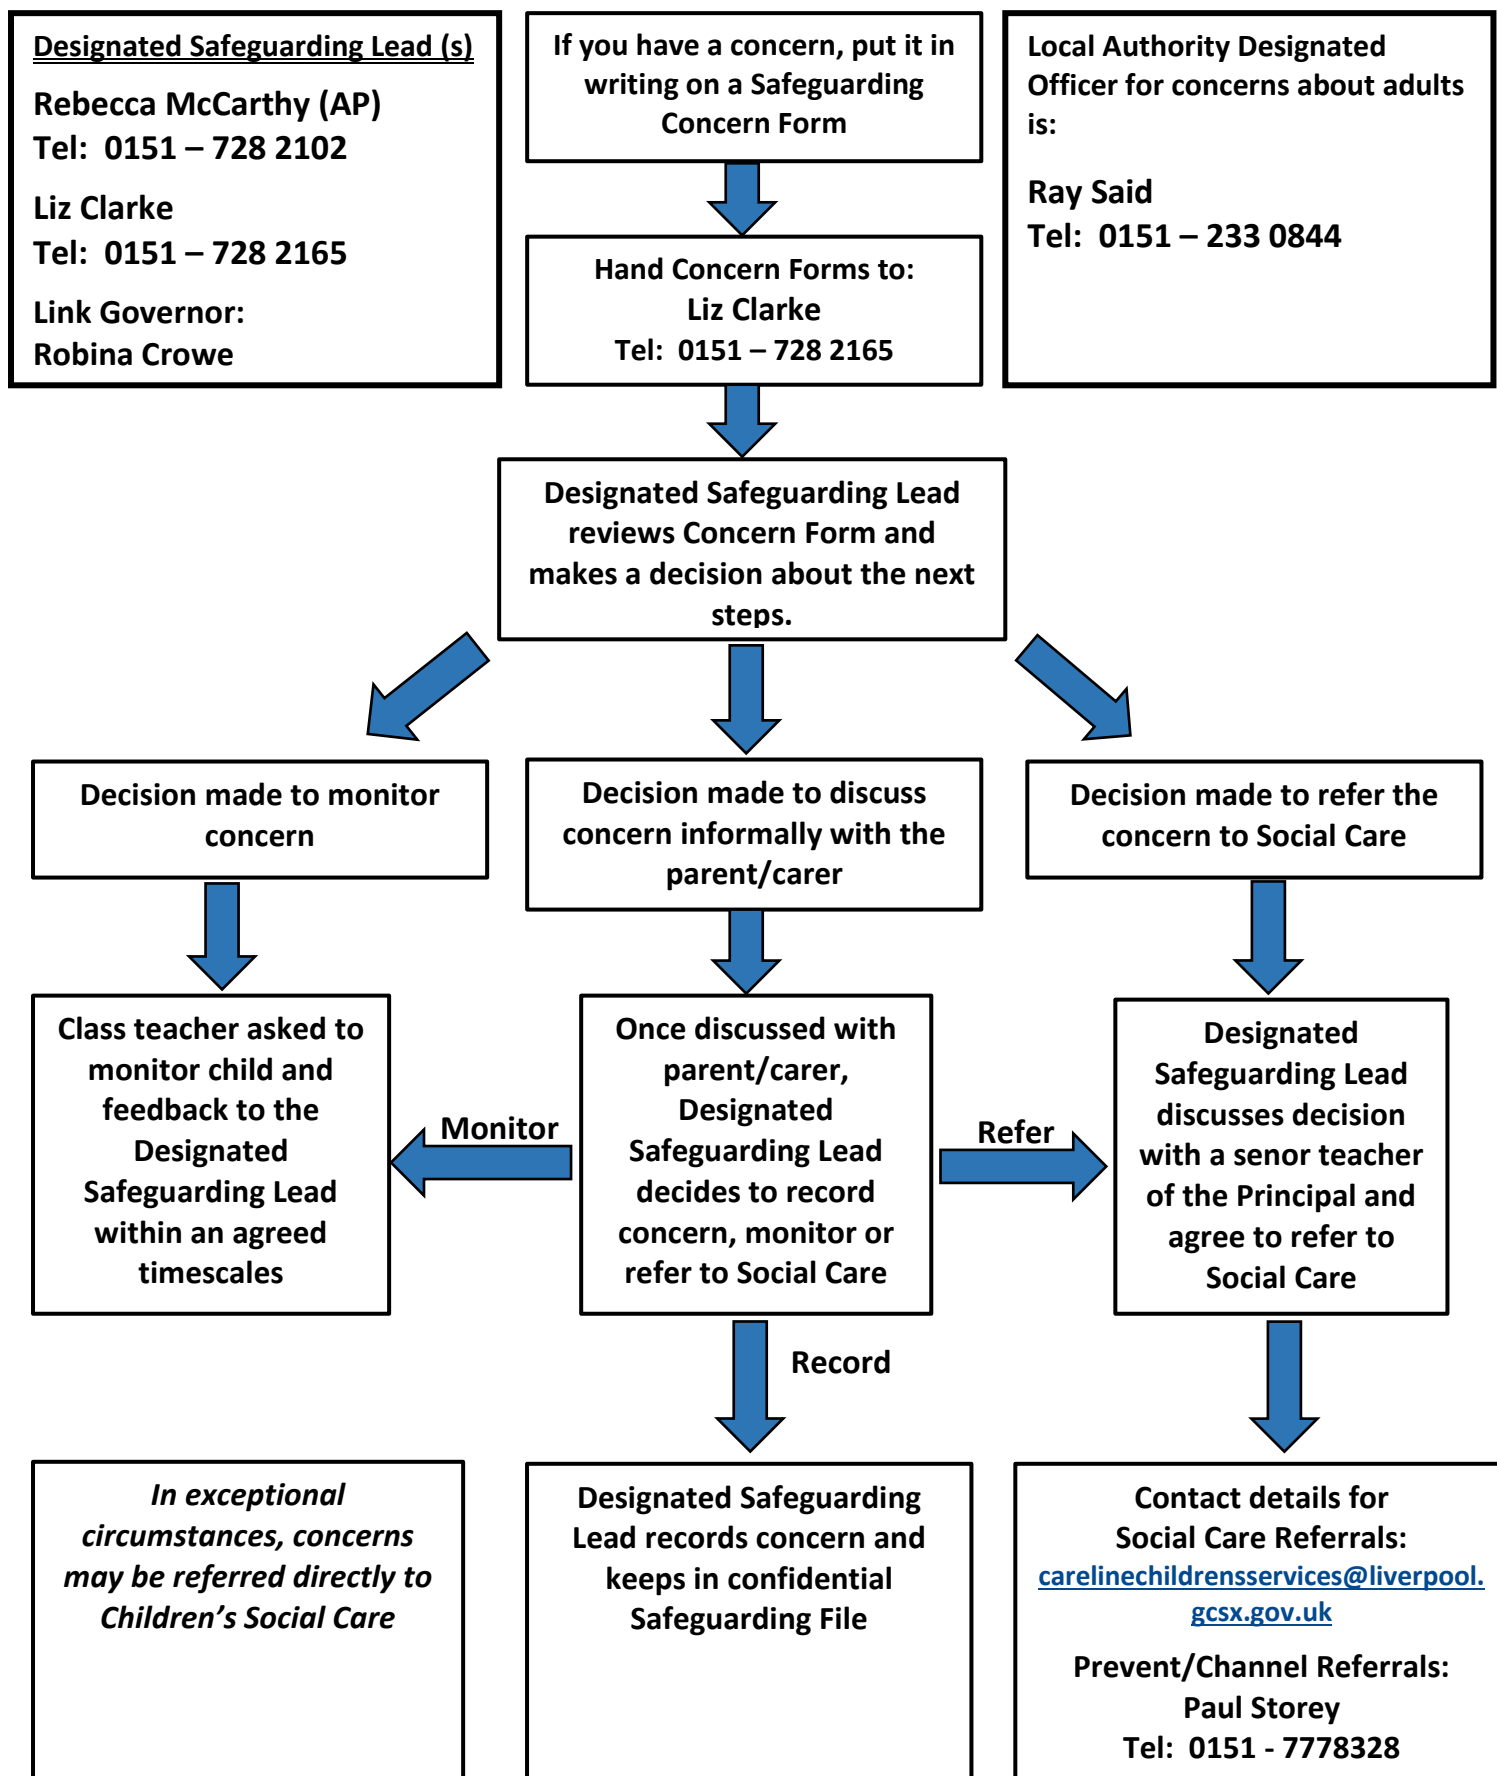 Designated Safeguarding Lead (s)
Rebecca McCarthy (AP)
Tel:  0151 – 728 2102
Liz Clarke
Tel:  0151 – 728 2165
Link Governor:
Robina Crowe
If you have a concern, put it in
writing on a Safeguarding
Concern Form
Local Authority Designated
Officer for concerns about adults
is:
Ray Said
Tel:  0151 – 233 0844
Hand Concern Forms to:
Liz Clarke
Tel:  0151 – 728 2165
Designated Safeguarding Lead
reviews Concern Form and
makes a decision about the next
steps.
Decision made to monitor
concern
Decision made to discuss
concern informally with the
parent/carer
Decision made to refer the
concern to Social Care
Class teacher asked to
monitor child and
feedback to the
Designated
Safeguarding Lead
within an agreed
timescales
Monitor
Once discussed with
parent/carer,
Designated
Safeguarding Lead
decides to record
concern, monitor or
refer to Social Care
Refer
Designated
Safeguarding Lead
discusses decision
with a senor teacher
of the Principal and
agree to refer to
Social Care
Record
In exceptional
circumstances, concerns
may be referred directly to
Children’s Social Care
Designated Safeguarding
Lead records concern and
keeps in confidential
Safeguarding File
Contact details for
Social Care Referrals:
carelinechildrensservices@liverpool.
gcsx.gov.uk
Prevent/Channel Referrals:
Paul Storey
Tel:  0151 - 7778328